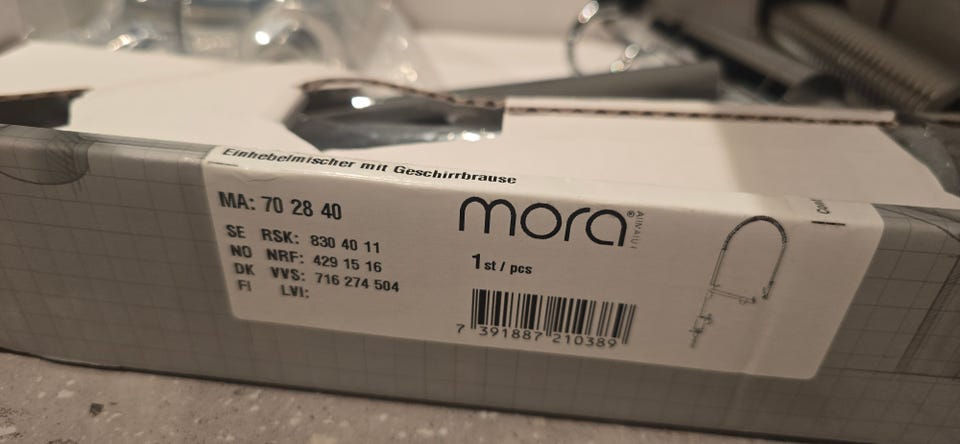 Einhebelmischer mit Geschirrbrause
MA: 70 28 40
SE RSK: 830 40 11
NO NRF: 429 15 16
DK VVS: 716 274 504
FI LVI:
mora®
1 st / pcs
7 391887 210389